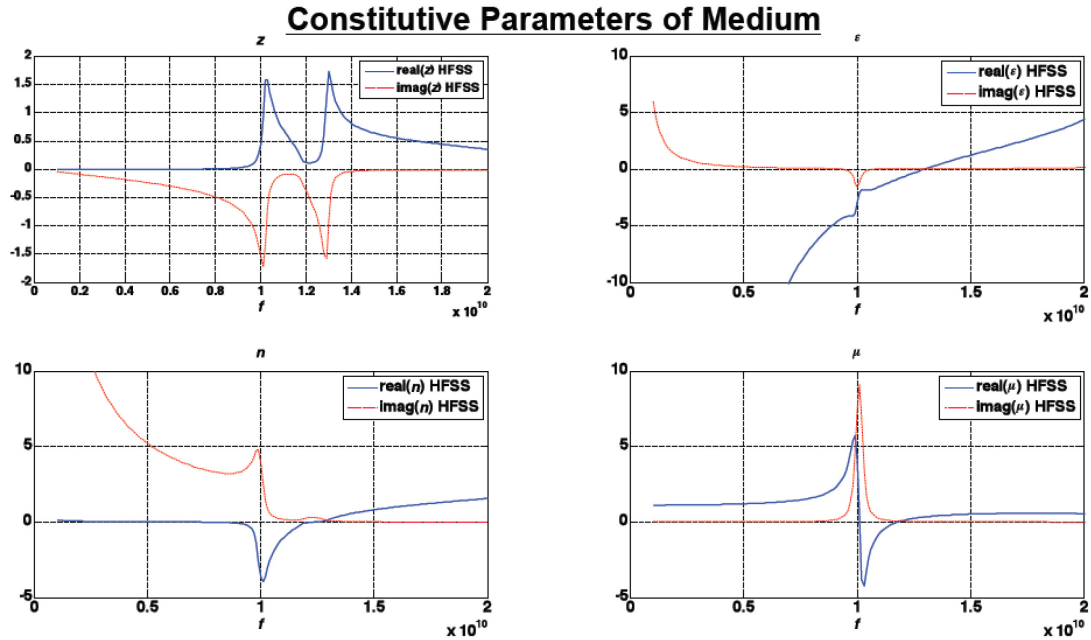 Constitutive Parameters of Medium
z
2
1.5
1
0.5
0
-0.5
-1
-1.5
-2
real(z) HFSS
imag(z) HFSS
0 0.2 0.4 0.6 0.8 1 1.2 1.4 1.6 1.8 2
f
x 10^10
ε
10
5
0
-5
-10
real(ε) HFSS
imag(ε) HFSS
0 0.5 1 1.5 2
f
x 10^10
n
10
5
0
-5
real(n) HFSS
imag(n) HFSS
0 0.5 1 1.5 2
f
x 10^10
μ
10
5
0
-5
real(μ) HFSS
imag(μ) HFSS
0 0.5 1 1.5 2
f
x 10^10